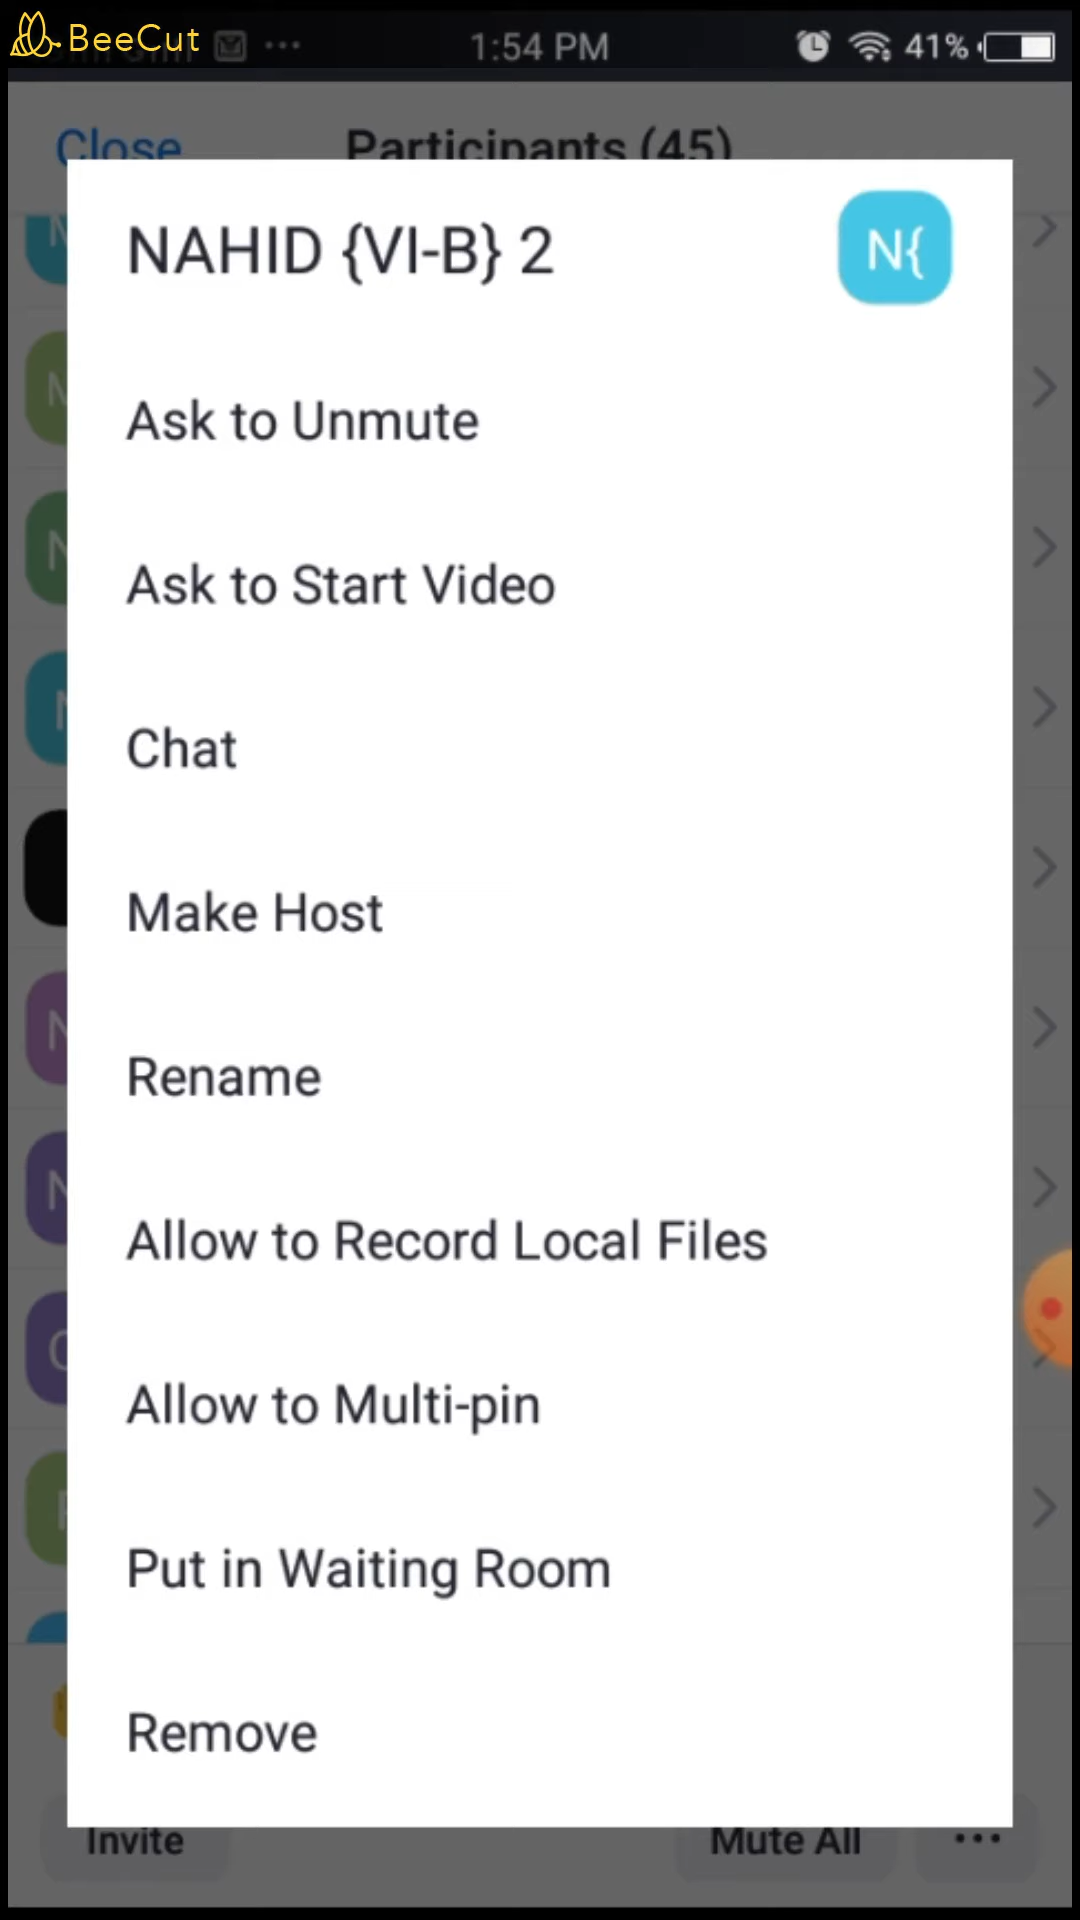 BeeCut
1:54 PM
41%
Close
Participants (45)
NAHID {VI-B} 2
N{
Ask to Unmute
Ask to Start Video
Chat
Make Host
Rename
Allow to Record Local Files
Allow to Multi-pin
Put in Waiting Room
Remove
Invite
Mute All